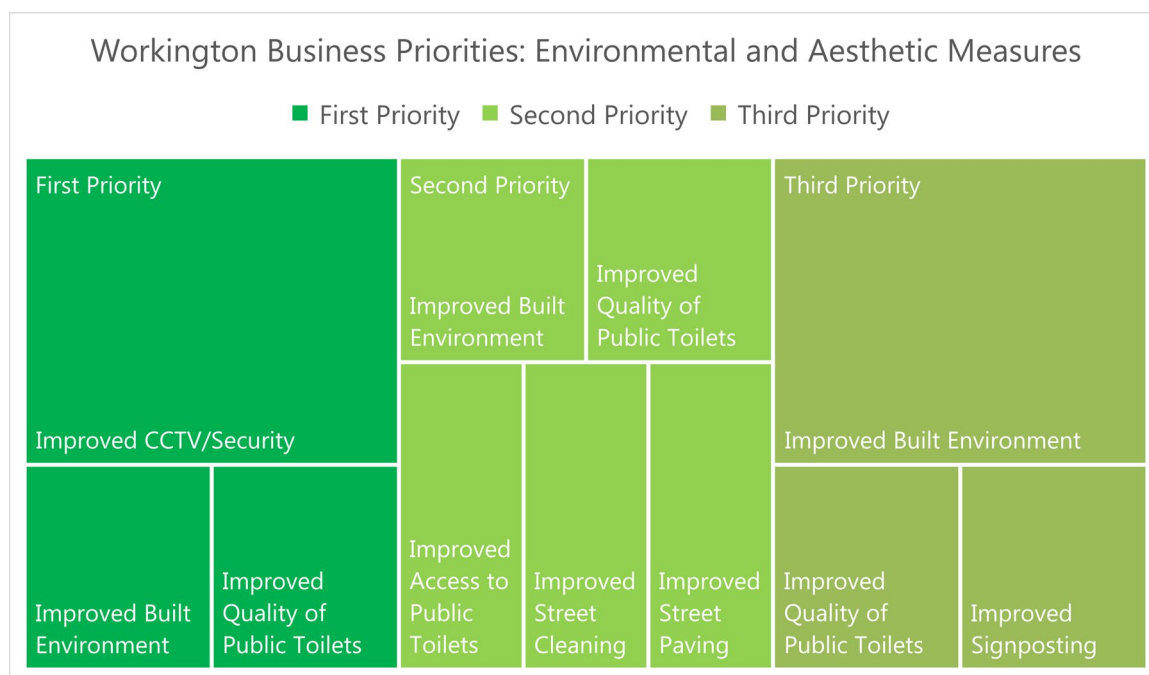 Workington Business Priorities: Environmental and Aesthetic Measures
First Priority Second Priority Third Priority
First Priority
Improved CCTV/Security
Improved Built
Environment
Improved
Quality of
Public Toilets
Second Priority
Improved Built
Environment
Improved
Quality of
Public Toilets
Improved
Access to
Public
Toilets
Improved
Street
Cleaning
Improved
Street
Paving
Third Priority
Improved Built Environment
Improved
Quality of
Public Toilets
Improved
Signposting